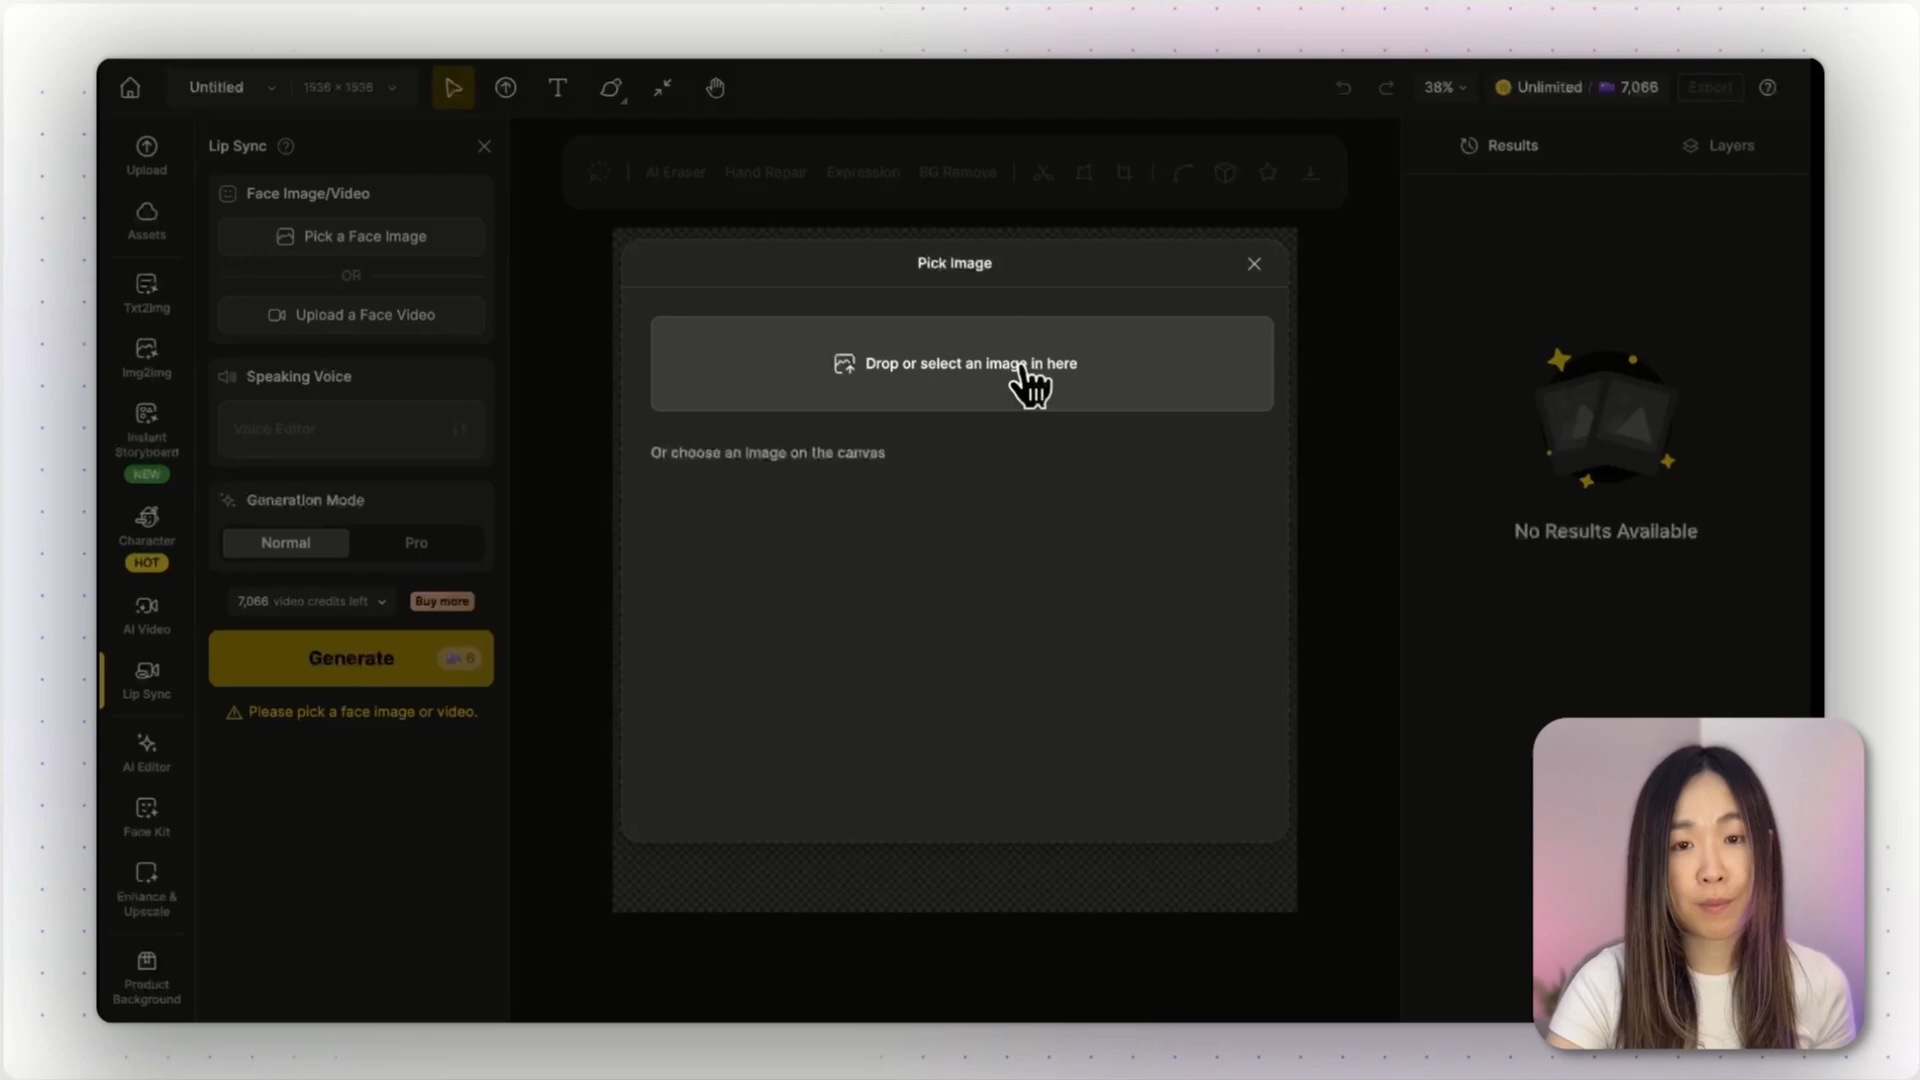 Untitled
1536 × 1536
38%
Unlimited / 7,066
Export
Upload
Assets
Txt2Img
Img2Img
Instant
Storyboard
NEW
Character
HOT
AI Video
Lip Sync
AI Editor
Face Kit
Enhance &
Upscale
Product
Background
Lip Sync
Face Image/Video
Pick a Face Image
OR
Upload a Face Video
Speaking Voice
Voice Editor
Generation Mode
Normal
Pro
7,066 video credits left
Buy more
Generate
6
Please pick a face image or video.
AI Eraser
Hand Repair
Expression
BG Remove
Pick Image
Drop or select an image in here
Or choose an image on the canvas
Results
Layers
No Results Available